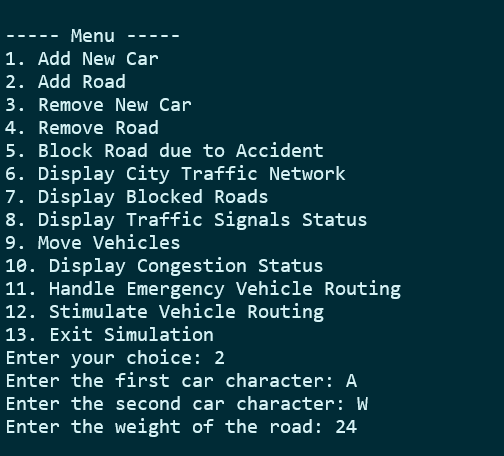 ----- Menu -----
1. Add New Car
2. Add Road
3. Remove New Car
4. Remove Road
5. Block Road due to Accident
6. Display City Traffic Network
7. Display Blocked Roads
8. Display Traffic Signals Status
9. Move Vehicles
10. Display Congestion Status
11. Handle Emergency Vehicle Routing
12. Stimulate Vehicle Routing
13. Exit Simulation
Enter your choice: 2
Enter the first car character: A
Enter the second car character: W
Enter the weight of the road: 24